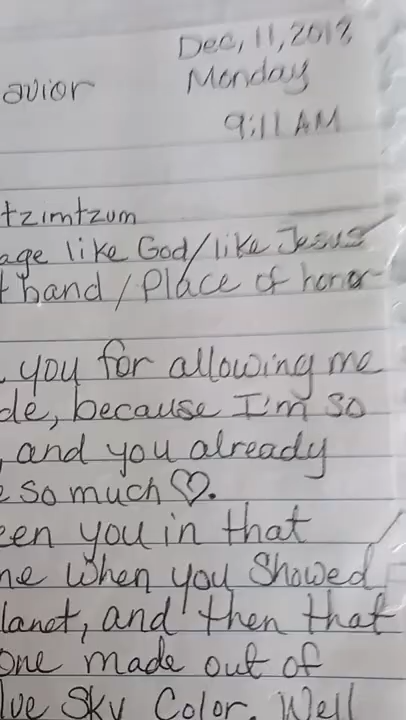 Dec, 11, 2017
avior Monday
9:11 AM
tzimtzum
age like God/like Jesus
t hand / Place of honor
you for allowing me
de, because I'm so
, and you already
e so much ♡.
een you in that
ne when you Showed
lanet, and then that
one made out of
lue Sky Color. Well